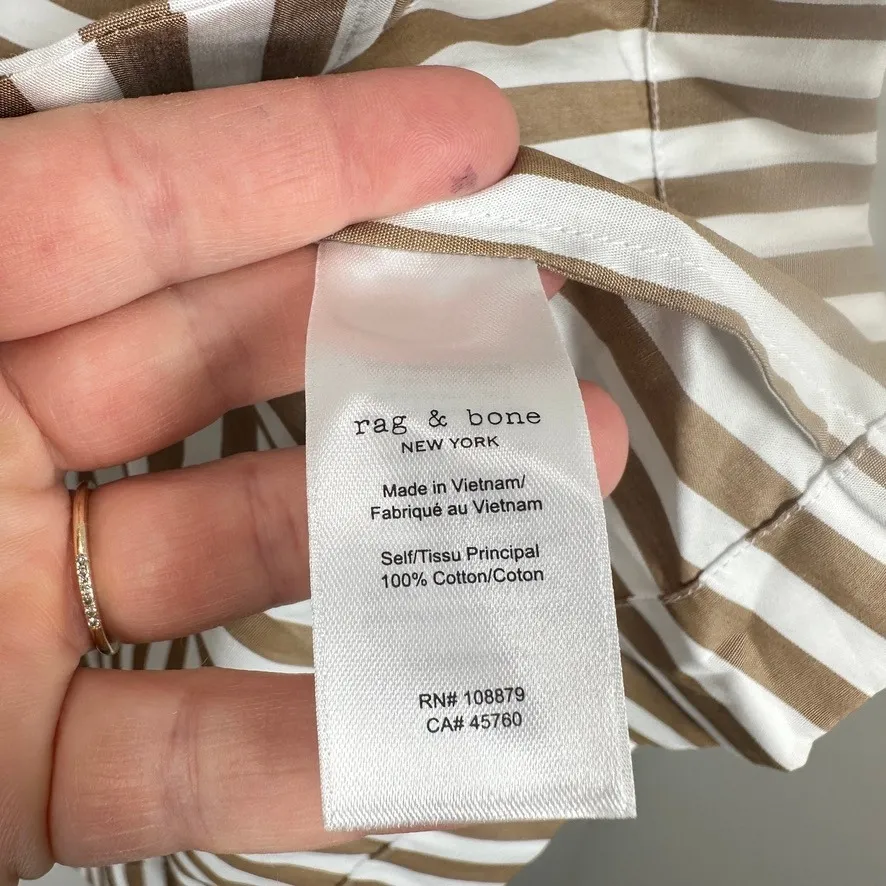 rag & bone
NEW YORK
Made in Vietnam/
Fabriqué au Vietnam
Self/Tissu Principal
100% Cotton/Coton
RN# 108879
CA# 45760